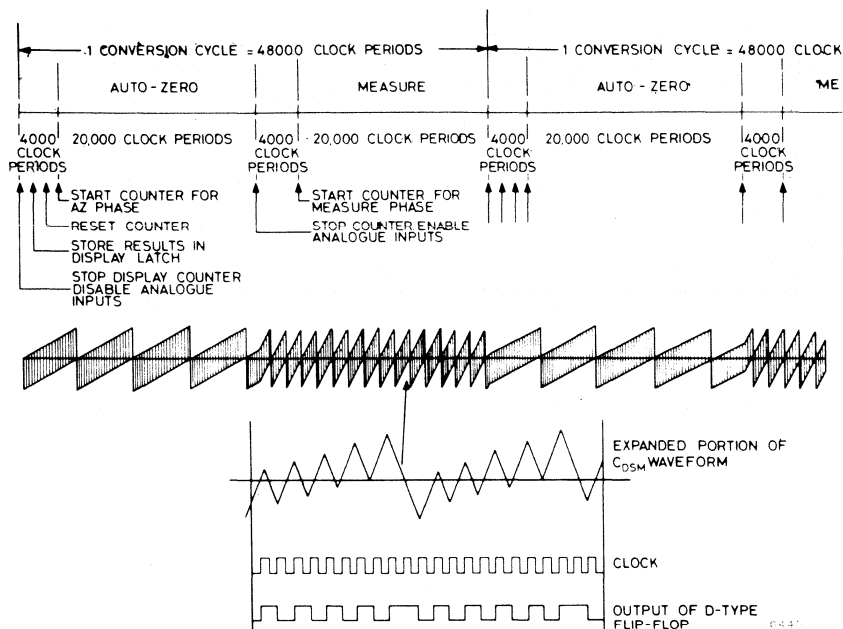 1 CONVERSION CYCLE = 48000 CLOCK PERIODS
1 CONVERSION CYCLE = 48000 CLOCK
AUTO-ZERO
MEASURE
AUTO-ZERO
ME
4000 CLOCK PERIODS
20,000 CLOCK PERIODS
4000 CLOCK PERIODS
20,000 CLOCK PERIODS
4000 CLOCK PERIODS
20,000 CLOCK PERIODS
4000 CLOCK PERIODS
START COUNTER FOR
AZ PHASE
RESET COUNTER
STORE RESULTS IN
DISPLAY LATCH
STOP DISPLAY COUNTER
DISABLE ANALOGUE
INPUTS
START COUNTER FOR
MEASURE PHASE
STOP COUNTER ENABLE
ANALOGUE INPUTS
EXPANDED PORTION OF
CDSM WAVEFORM
CLOCK
OUTPUT OF D-TYPE
FLIP-FLOP